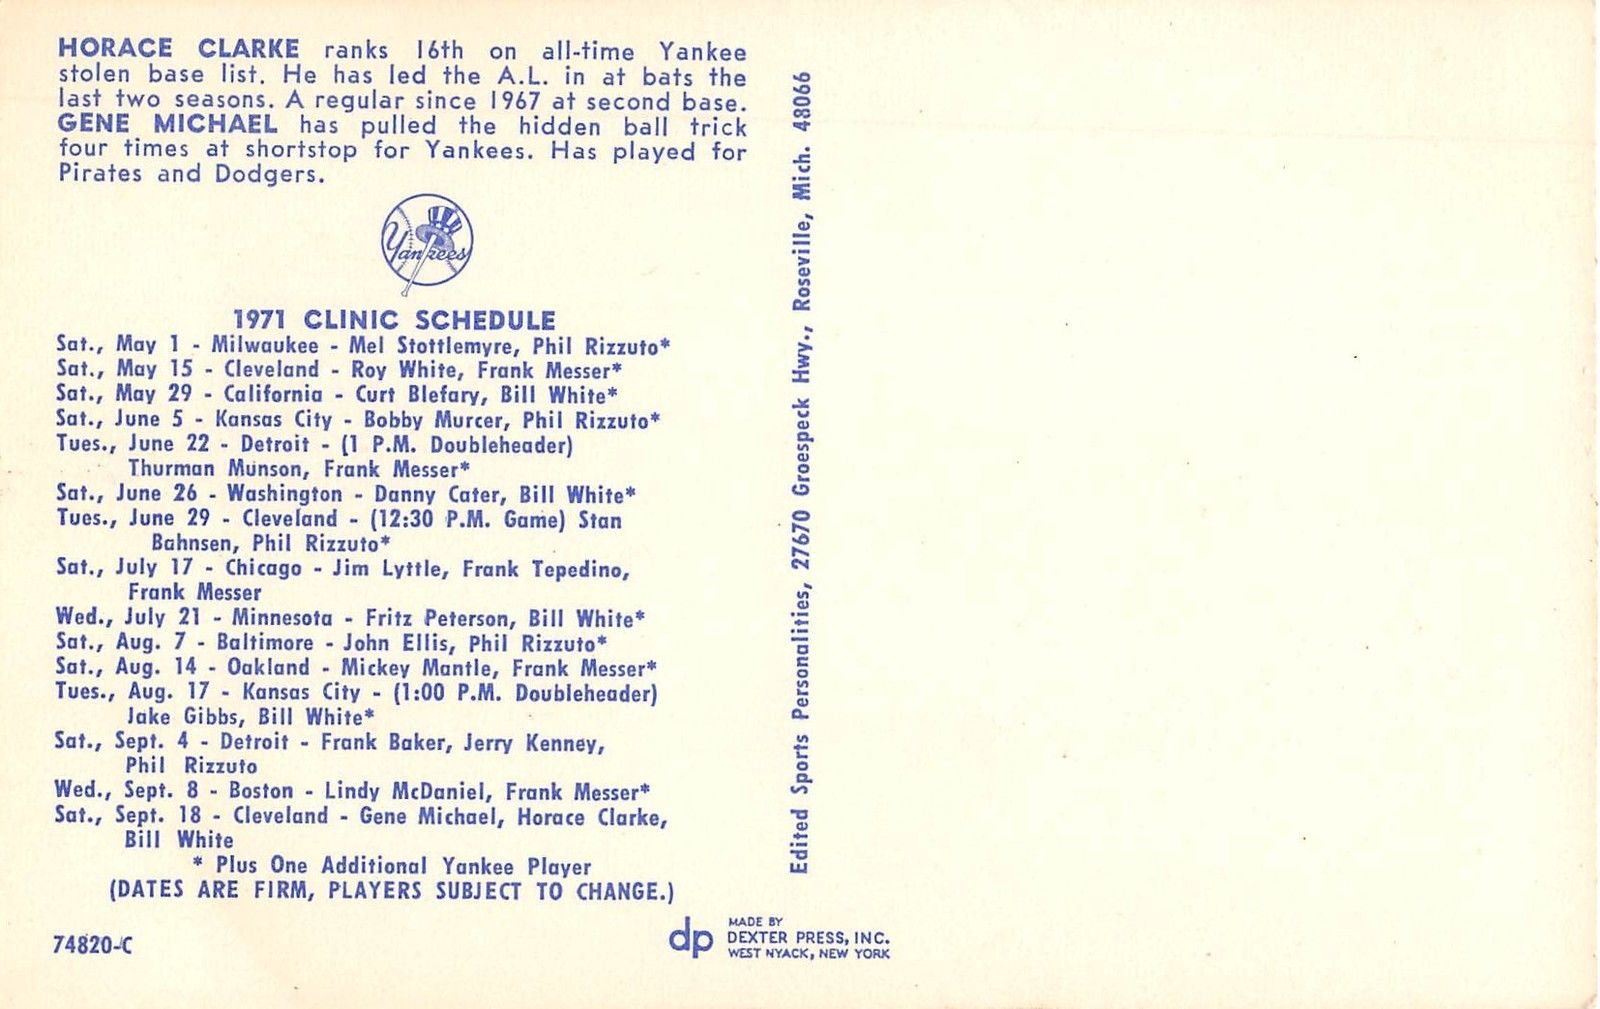 HORACE CLARKE ranks 16th on all-time Yankee
stolen base list. He has led the A.L. in at bats the
last two seasons. A regular since 1967 at second base.
GENE MICHAEL has pulled the hidden ball trick
four times at shortstop for Yankees. Has played for
Pirates and Dodgers.
Yankees
1971 CLINIC SCHEDULE
Sat., May 1 - Milwaukee - Mel Stottlemyre, Phil Rizzuto*
Sat., May 15 - Cleveland - Roy White, Frank Messer*
Sat., May 29 - California - Curt Blefary, Bill White*
Sat., June 5 - Kansas City - Bobby Murcer, Phil Rizzuto*
Tues., June 22 - Detroit - (1 P.M. Doubleheader)
Thurman Munson, Frank Messer*
Sat., June 26 - Washington - Danny Cater, Bill White*
Tues., June 29 - Cleveland - (12:30 P.M. Game) Stan
Bahnsen, Phil Rizzuto*
Sat., July 17 - Chicago - Jim Lyttle, Frank Tepedino,
Frank Messer
Wed., July 21 - Minnesota - Fritz Peterson, Bill White*
Sat., Aug. 7 - Baltimore - John Ellis, Phil Rizzuto*
Sat., Aug. 14 - Oakland - Mickey Mantle, Frank Messer*
Tues., Aug. 17 - Kansas City - (1:00 P.M. Doubleheader)
Jake Gibbs, Bill White*
Sat., Sept. 4 - Detroit - Frank Baker, Jerry Kenney,
Phil Rizzuto
Wed., Sept. 8 - Boston - Lindy McDaniel, Frank Messer*
Sat., Sept. 18 - Cleveland - Gene Michael, Horace Clarke,
Bill White
* Plus One Additional Yankee Player
(DATES ARE FIRM, PLAYERS SUBJECT TO CHANGE.)
74820-C
Edited Sports Personalities, 27670 Groespeck Hwy., Roseville, Mich. 48066
dp
MADE BY
DEXTER PRESS, INC.
WEST NYACK, NEW YORK